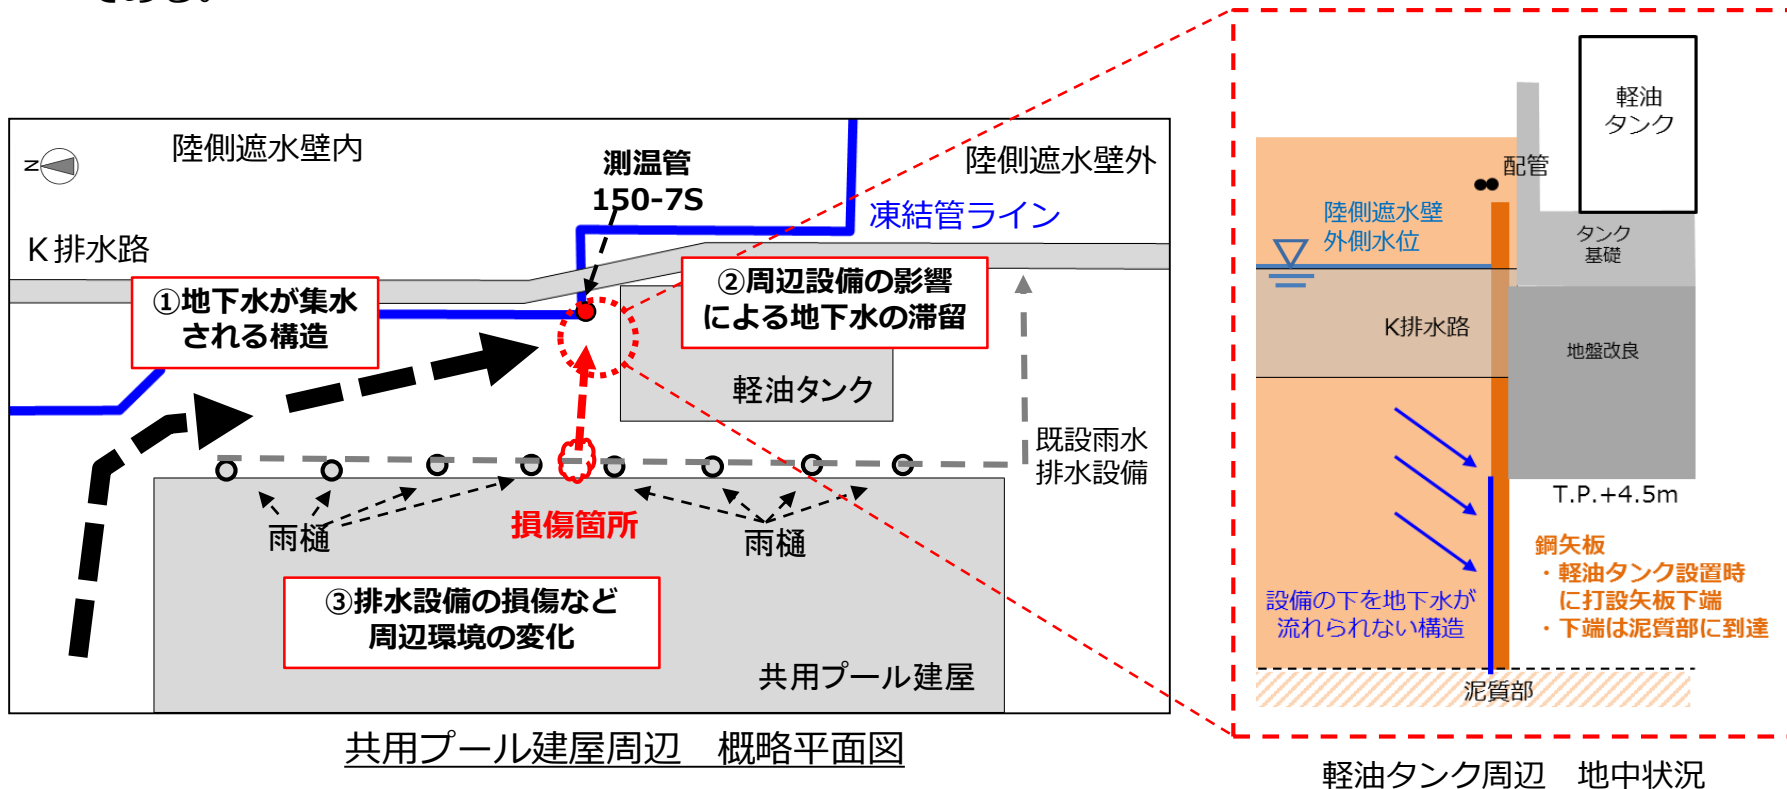 である。
陸側遮水壁内
N
測温管
150-7S
陸側遮水壁外
凍結管ライン
K排水路
①地下水が集水
される構造
②周辺設備の影響
による地下水の滞留
軽油タンク
既設雨水
排水設備
雨樋
損傷箇所
雨樋
③排水設備の損傷など
周辺環境の変化
共用プール建屋
共用プール建屋周辺　概略平面図
軽油
タンク
配管
陸側遮水壁
外側水位
タンク
基礎
K排水路
地盤改良
T.P.+4.5m
鋼矢板
・軽油タンク設置時
に打設矢板下端
・下端は泥質部に到達
設備の下を地下水が
流れられない構造
泥質部
軽油タンク周辺　地中状況